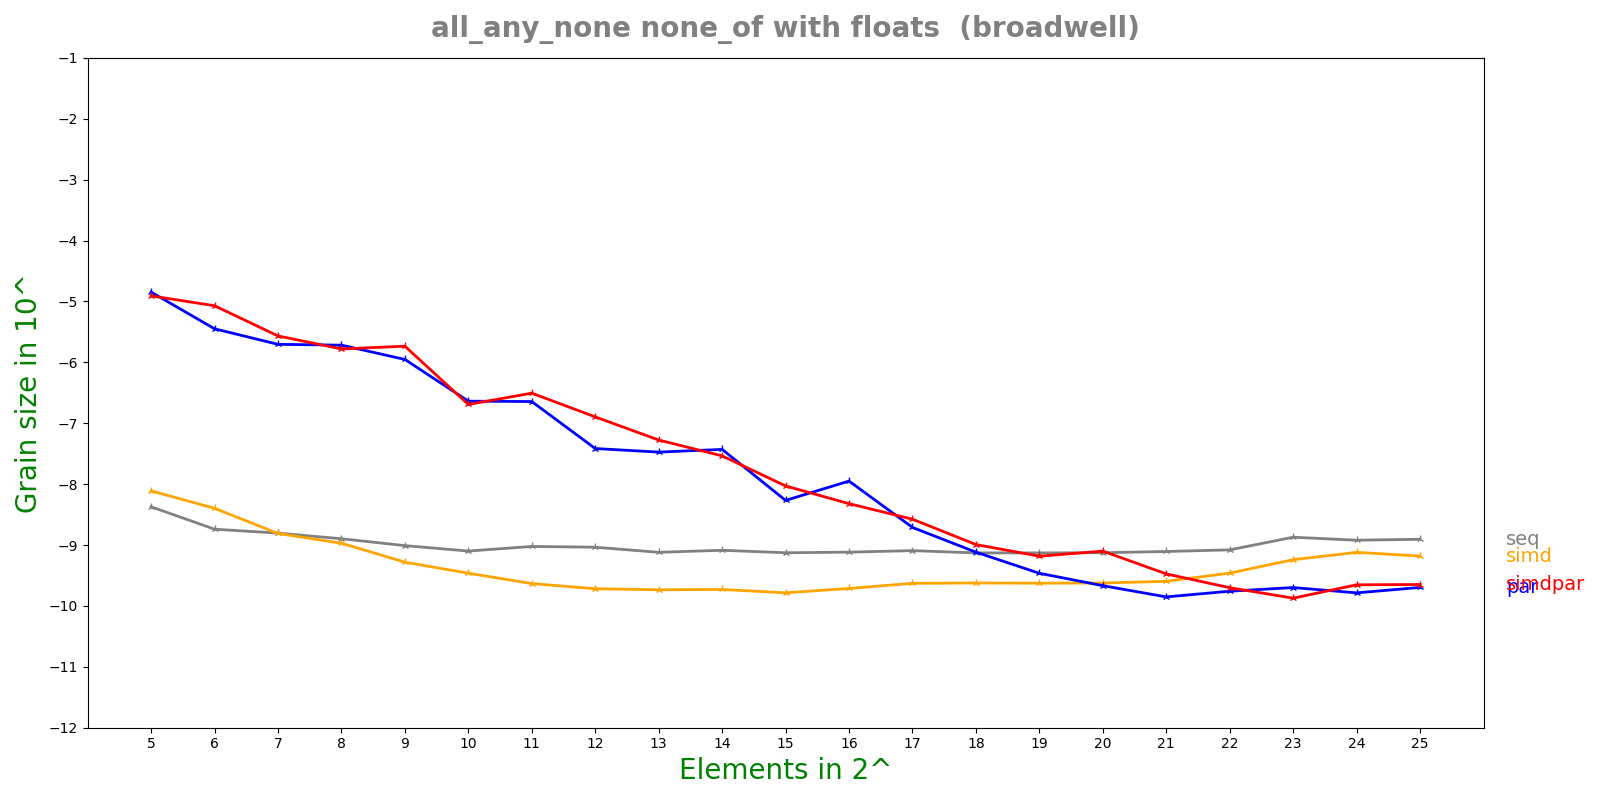 all_any_none none_of with floats  (broadwell)
Grain size in 10^
−1
−2
−3
−4
−5
−6
−7
−8
−9
−10
−11
−12
seq
simd
simdpar
par
5 6 7 8 9 10 11 12 13 14 15 16 17 18 19 20 21 22 23 24 25
Elements in 2^